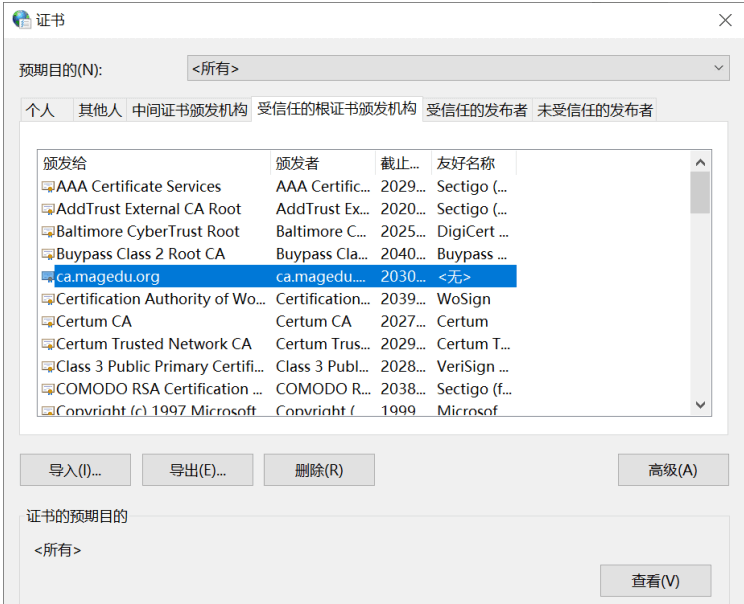 证书
预期目的(N): <所有>
个人 其他人 中间证书颁发机构 受信任的根证书颁发机构 受信任的发布者 未受信任的发布者
颁发给 颁发者 截止... 友好名称
AAA Certificate Services AAA Certific... 2029... Sectigo (...
AddTrust External CA Root AddTrust Ex... 2020... Sectigo (...
Baltimore CyberTrust Root Baltimore C... 2025... DigiCert ...
Buypass Class 2 Root CA Buypass Cla... 2040... Buypass ...
ca.magedu.org ca.magedu.... 2030... <无>
Certification Authority of Wo... Certification... 2039... WoSign
Certum CA Certum CA 2027... Certum
Certum Trusted Network CA Certum Trus... 2029... Certum T...
Class 3 Public Primary Certifi... Class 3 Publ... 2028... VeriSign ...
COMODO RSA Certification ... COMODO R... 2038... Sectigo (f...
Copyright (c) 1997 Microsoft Copyright ( 1999 Microsof
导入(I)... 导出(E)... 删除(R) 高级(A)
证书的预期目的
<所有>
查看(V)